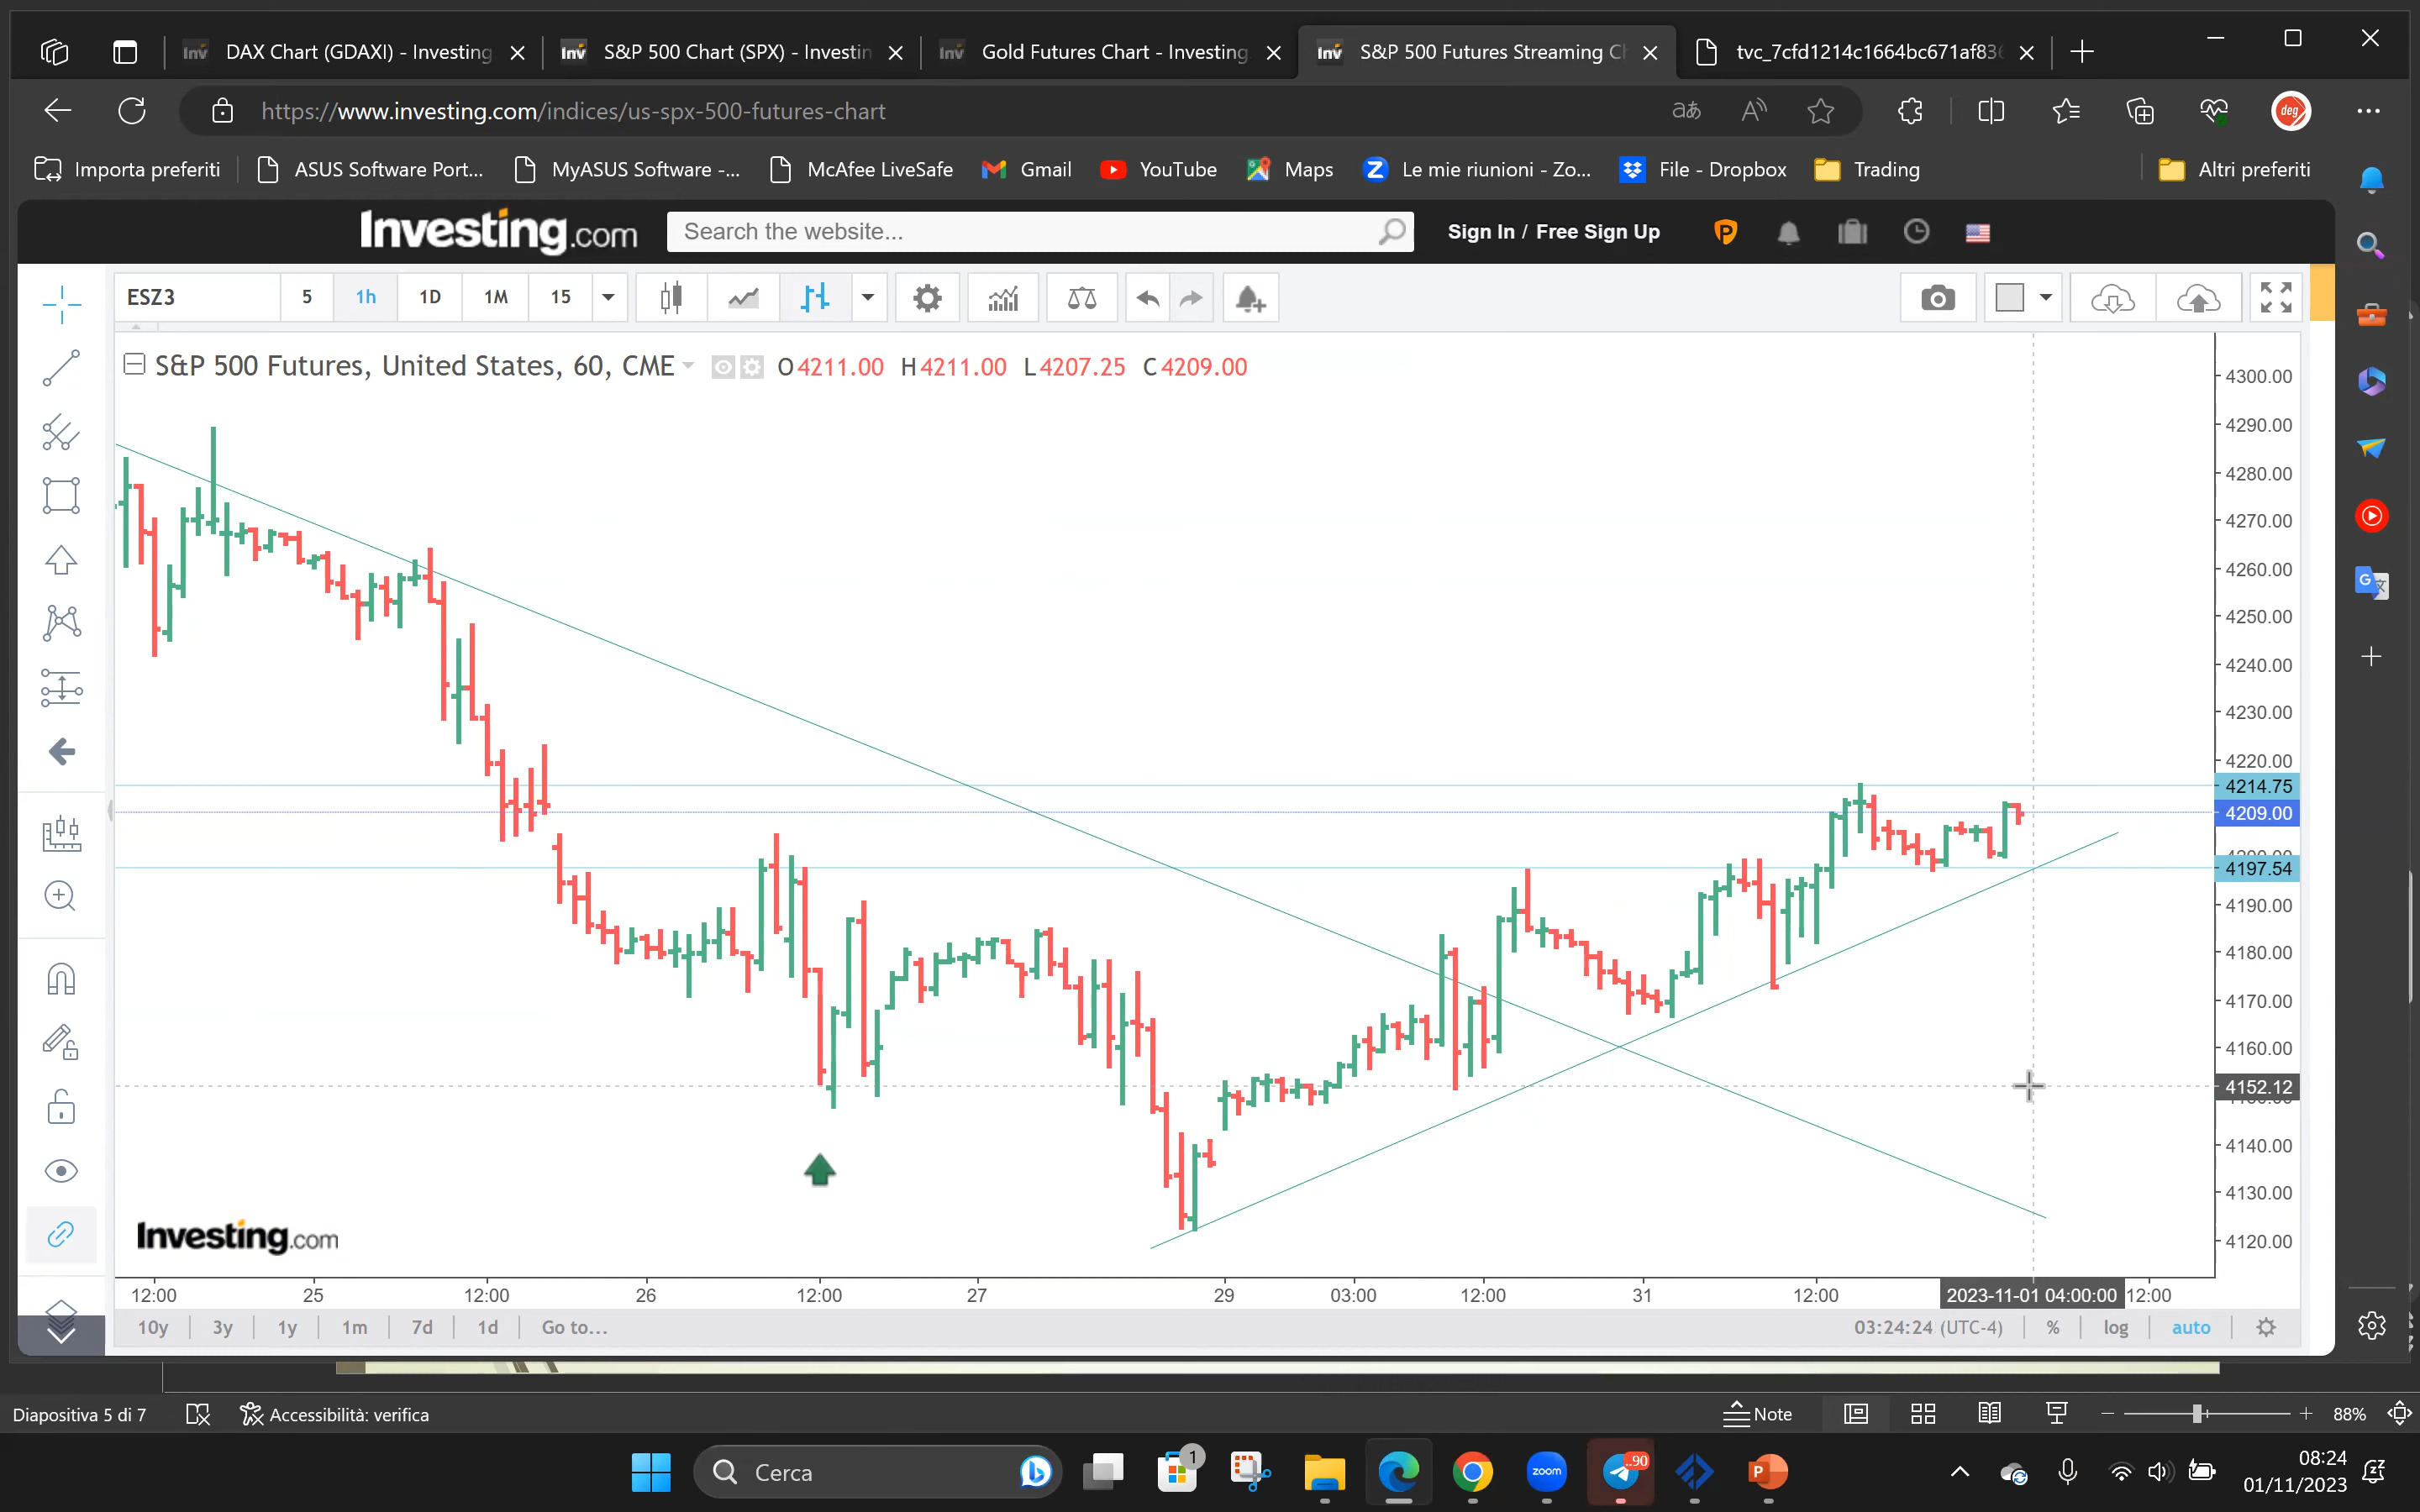 DAX Chart (GDAXI) - Investing
S&P 500 Chart (SPX) - Investin
Gold Futures Chart - Investing
S&P 500 Futures Streaming Cl
tvc_7cfd1214c1664bc671af83
https://www.investing.com/indices/us-spx-500-futures-chart
deg
Importa preferiti
ASUS Software Port...
MyASUS Software -...
McAfee LiveSafe
Gmail
YouTube
Maps
Le mie riunioni - Zo...
File - Dropbox
Trading
Altri preferiti
Investing.com
Search the website...
Sign In / Free Sign Up
ESZ3 5 1h 1D 1M 15
S&P 500 Futures, United States, 60, CME O4211.00 H4211.00 L4207.25 C4209.00
4300.00
4290.00
4280.00
4270.00
4260.00
4250.00
4240.00
4230.00
4220.00
4214.75
4209.00
4197.54
4190.00
4180.00
4170.00
4160.00
4152.12
4140.00
4130.00
4120.00
Investing.com
12:00 25 12:00 26 12:00 27 29 03:00 12:00 31 12:00 2023-11-01 04:00:00 12:00
10y 3y 1y 1m 7d 1d Go to... 03:24:24 (UTC-4) % log auto
Diapositiva 5 di 7
Accessibilità: verifica
Note
88%
Cerca
1
zoom
..90
P
08:24
01/11/2023